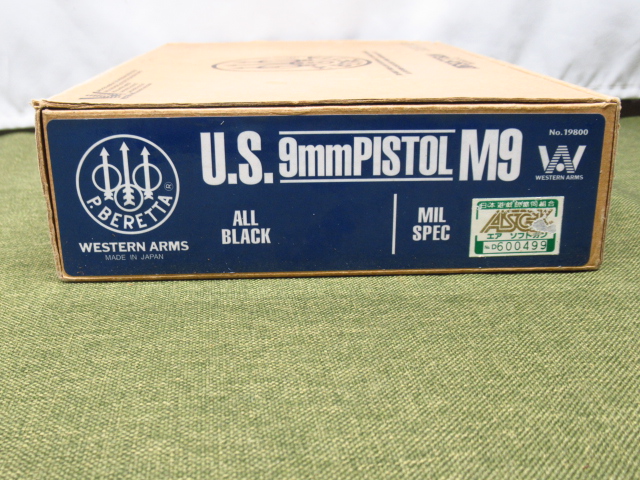 U.S. 9mmPISTOL M9
No.19800
WESTERN ARMS
P. BERETTA
®
WESTERN ARMS
MADE IN JAPAN
ALL
BLACK
MIL
SPEC
日本遊戯銃協同組合
ASGK
エア ソフトガン
No.D600499